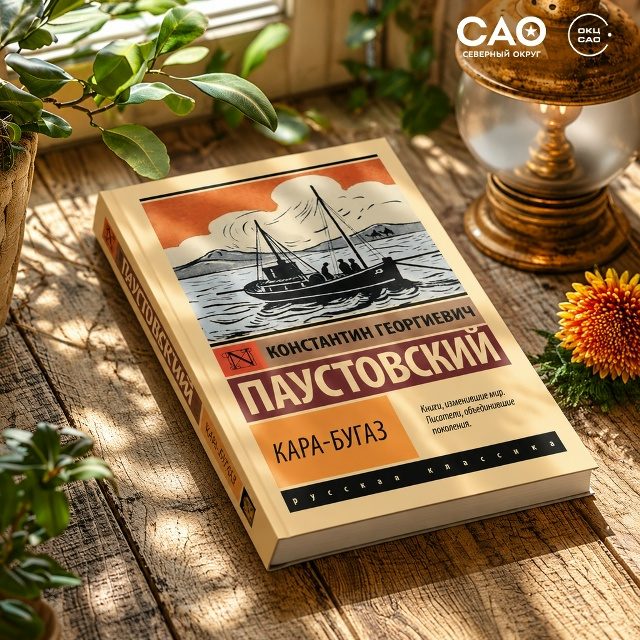 САО
СЕВЕРНЫЙ ОКРУГ
ОКЦ
САО
КОНСТАНТИН ГЕОРГИЕВИЧ
ПАУСТОВСКИЙ
КАРА-БУГАЗ
Книги, изменившие мир.
Писатели, объединившие
поколения.
русская классика
ПАУСТОВСКИЙ
КАРА-БУГАЗ